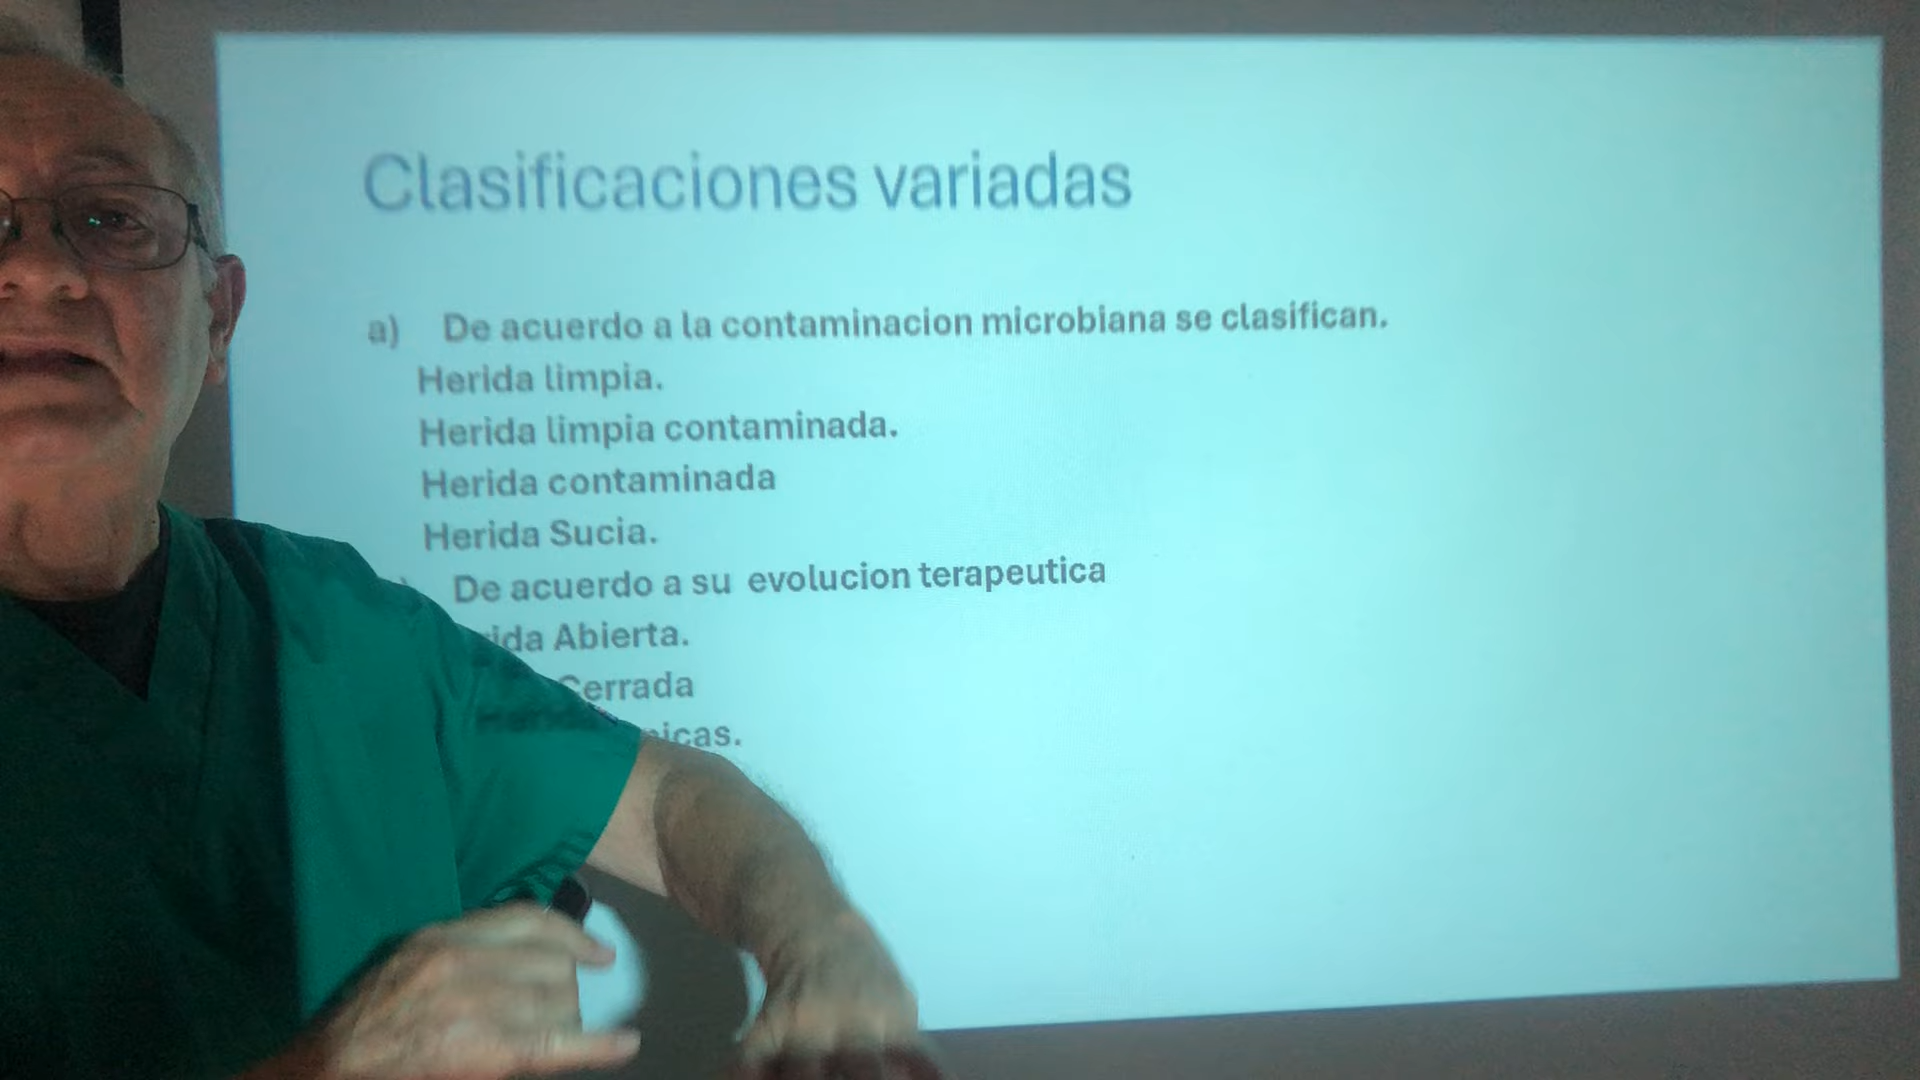 Clasificaciones variadas
a) De acuerdo a la contaminacion microbiana se clasifican.
Herida limpia.
Herida limpia contaminada.
Herida contaminada
Herida Sucia.
De acuerdo a su evolucion terapeutica
Abierta.
Cerrada